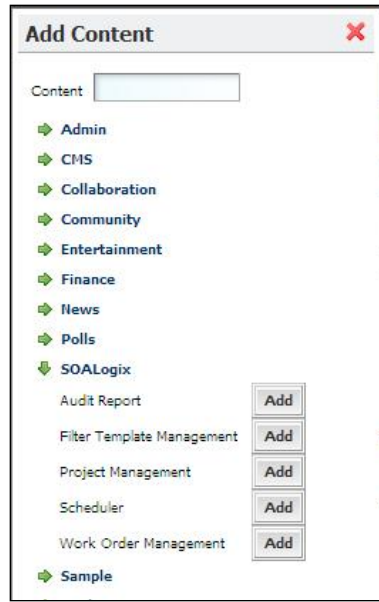 Add Content
Content
Admin
CMS
Collaboration
Community
Entertainment
Finance
News
Polls
SOALogix
Audit Report Add
Filter Template Management Add
Project Management Add
Scheduler Add
Work Order Management Add
Sample